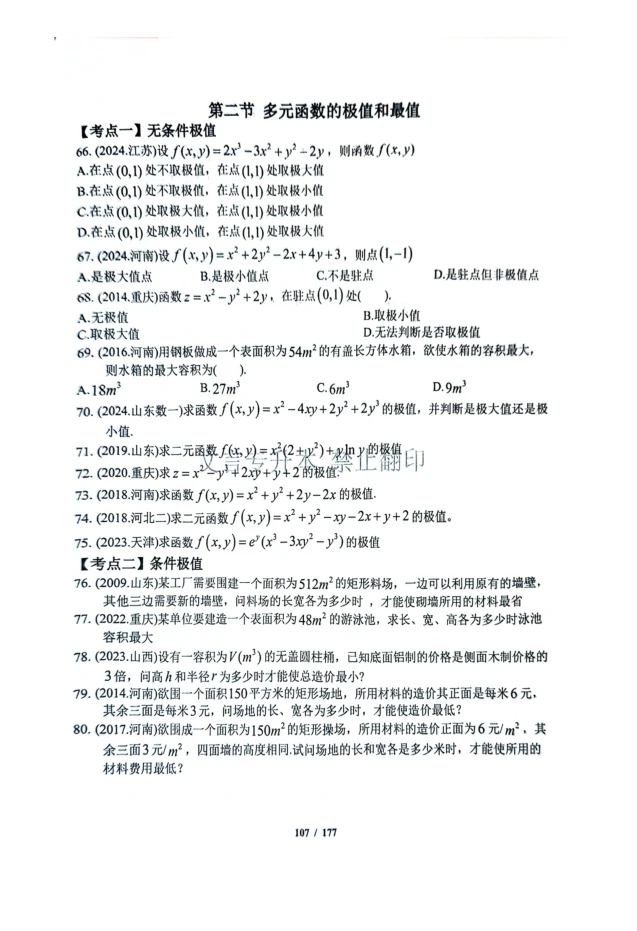 第二节 多元函数的极值和最值
【考点一】无条件极值
66. (2024.江苏)设 f(x,y)=2x³−3x²+y²−2y，则函数 f(x,y)
A.在点(0,1)处不取极值，在点(1,1)处取极大值
B.在点(0,1)处不取极值，在点(1,1)处取极小值
C.在点(0,1)处取极大值，在点(1,1)处取极小值
D.在点(0,1)处取极小值，在点(1,1)处取极大值
67. (2024.河南)设 f(x,y)=x²+2y²−2x+4y+3，则点(1,−1)
A.是极大值点 B.是极小值点 C.不是驻点 D.是驻点但非极值点
68. (2014.重庆)函数 z=x²−y²+2y，在驻点(0,1)处( ).
A.无极值 B.取极小值
C.取极大值 D.无法判断是否取极值
69. (2016.河南)用钢板做成一个表面积为54m²的有盖长方体水箱，欲使水箱的容积最大，
则水箱的最大容积为( ).
A.18m³ B.27m³ C.6m³ D.9m³
70. (2024.山东数一)求函数 f(x,y)=x²−4xy+2y²+2y³的极值，并判断是极大值还是极
小值.
71. (2019.山东)求二元函数 f(x,y)=x²(2+y²)+yln y的极值
文言专升本 禁止翻印
72. (2020.重庆)求 z=x²−y³+2xy+y+2的极值.
73. (2018.河南)求函数 f(x,y)=x²+y²+2y−2x的极值.
74. (2018.河北二)求二元函数 f(x,y)=x²+y²−xy−2x+y+2的极值。
75. (2023.天津)求函数 f(x,y)=eʸ(x³−3xy²−y³)的极值
【考点二】条件极值
76. (2009.山东)某工厂需要围建一个面积为512m²的矩形料场，一边可以利用原有的墙壁，
其他三边需要新的墙壁，问料场的长宽各为多少时 ，才能使砌墙所用的材料最省
77. (2022.重庆)某单位要建造一个表面积为48m²的游泳池，求长、宽、高各为多少时泳池
容积最大
78. (2023.山西)设有一容积为V(m³)的无盖圆柱桶，已知底面铝制的价格是侧面木制价格的
3倍，问高h和半径r为多少时才能使总造价最小?
79. (2014.河南)欲围一个面积150平方米的矩形场地，所用材料的造价其正面是每米6元，
其余三面是每米3元，问场地的长、宽各为多少时，才能使造价最低?
80. (2017.河南)欲围成一个面积为150m²的矩形操场，所用材料的造价正面为6元/m²，其
余三面3元/m²，四面墙的高度相同.试问场地的长和宽各是多少米时，才能使所用的
材料费用最低?
107 / 177